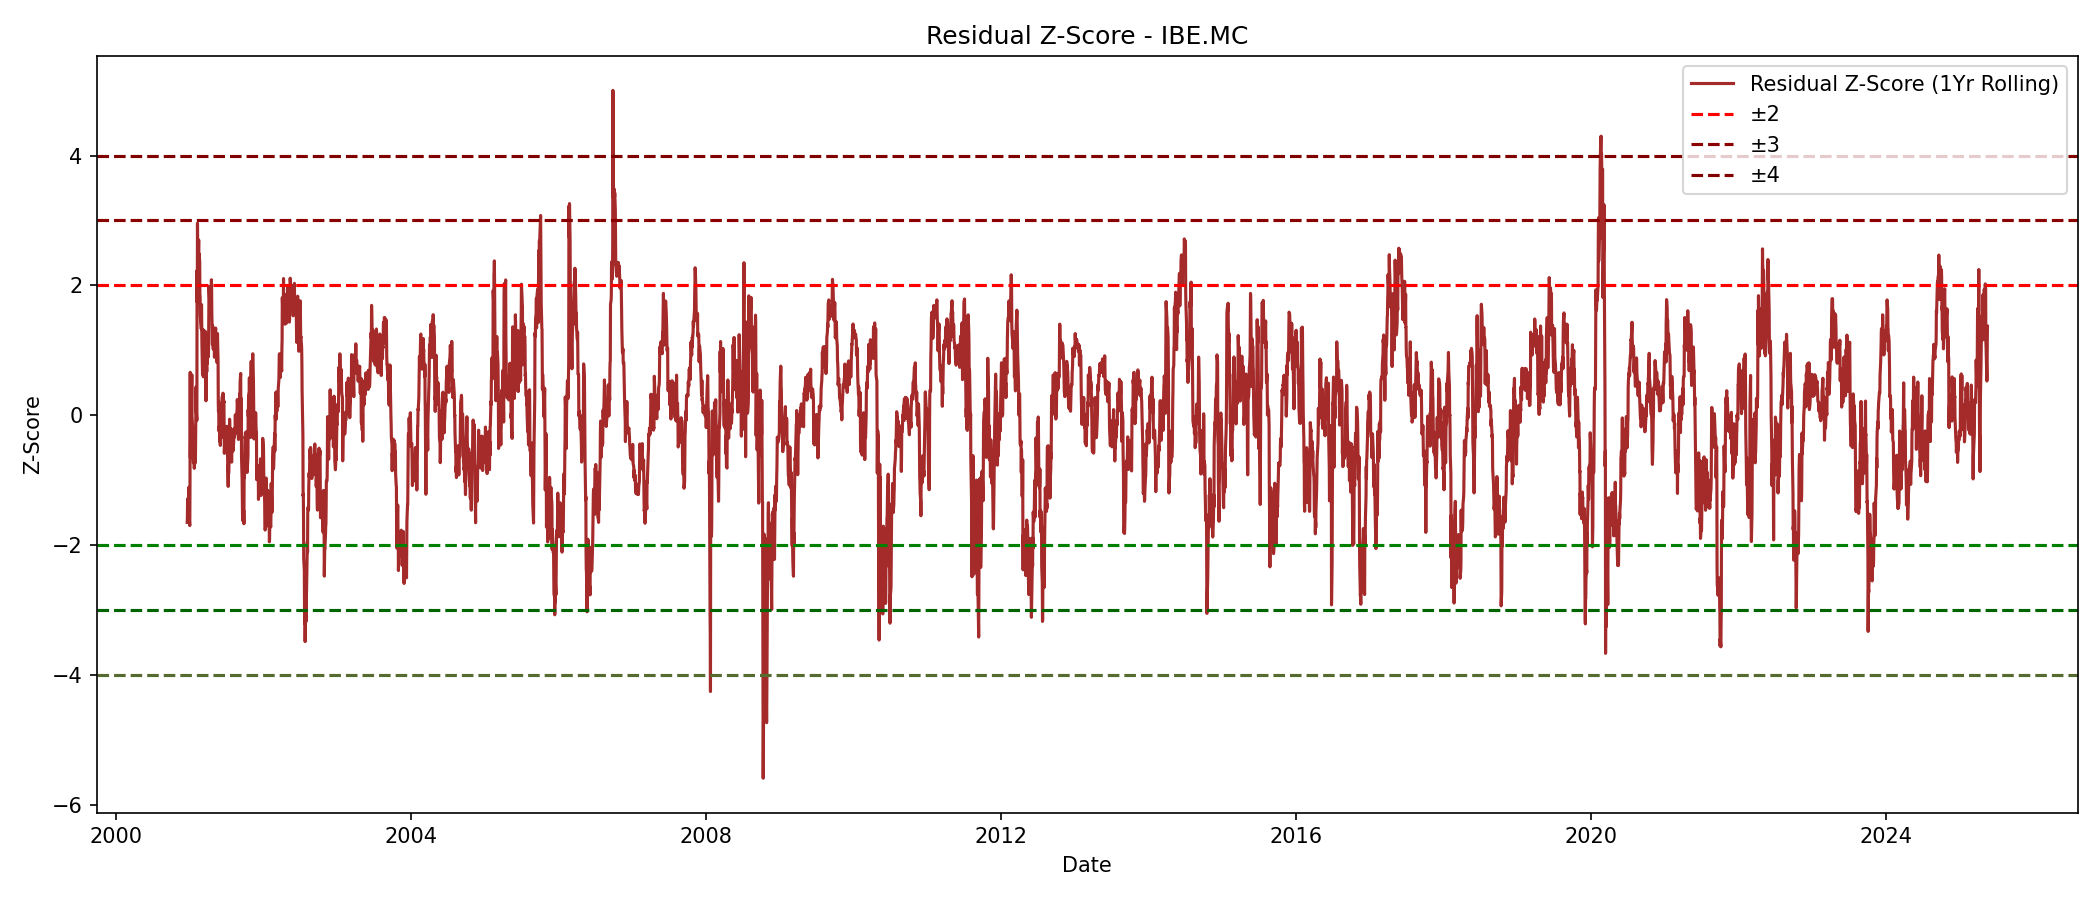 Residual Z-Score - IBE.MC
Residual Z-Score (1Yr Rolling)
±2
±3
±4
Z-Score
4
2
0
−2
−4
−6
2000 2004 2008 2012 2016 2020 2024
Date